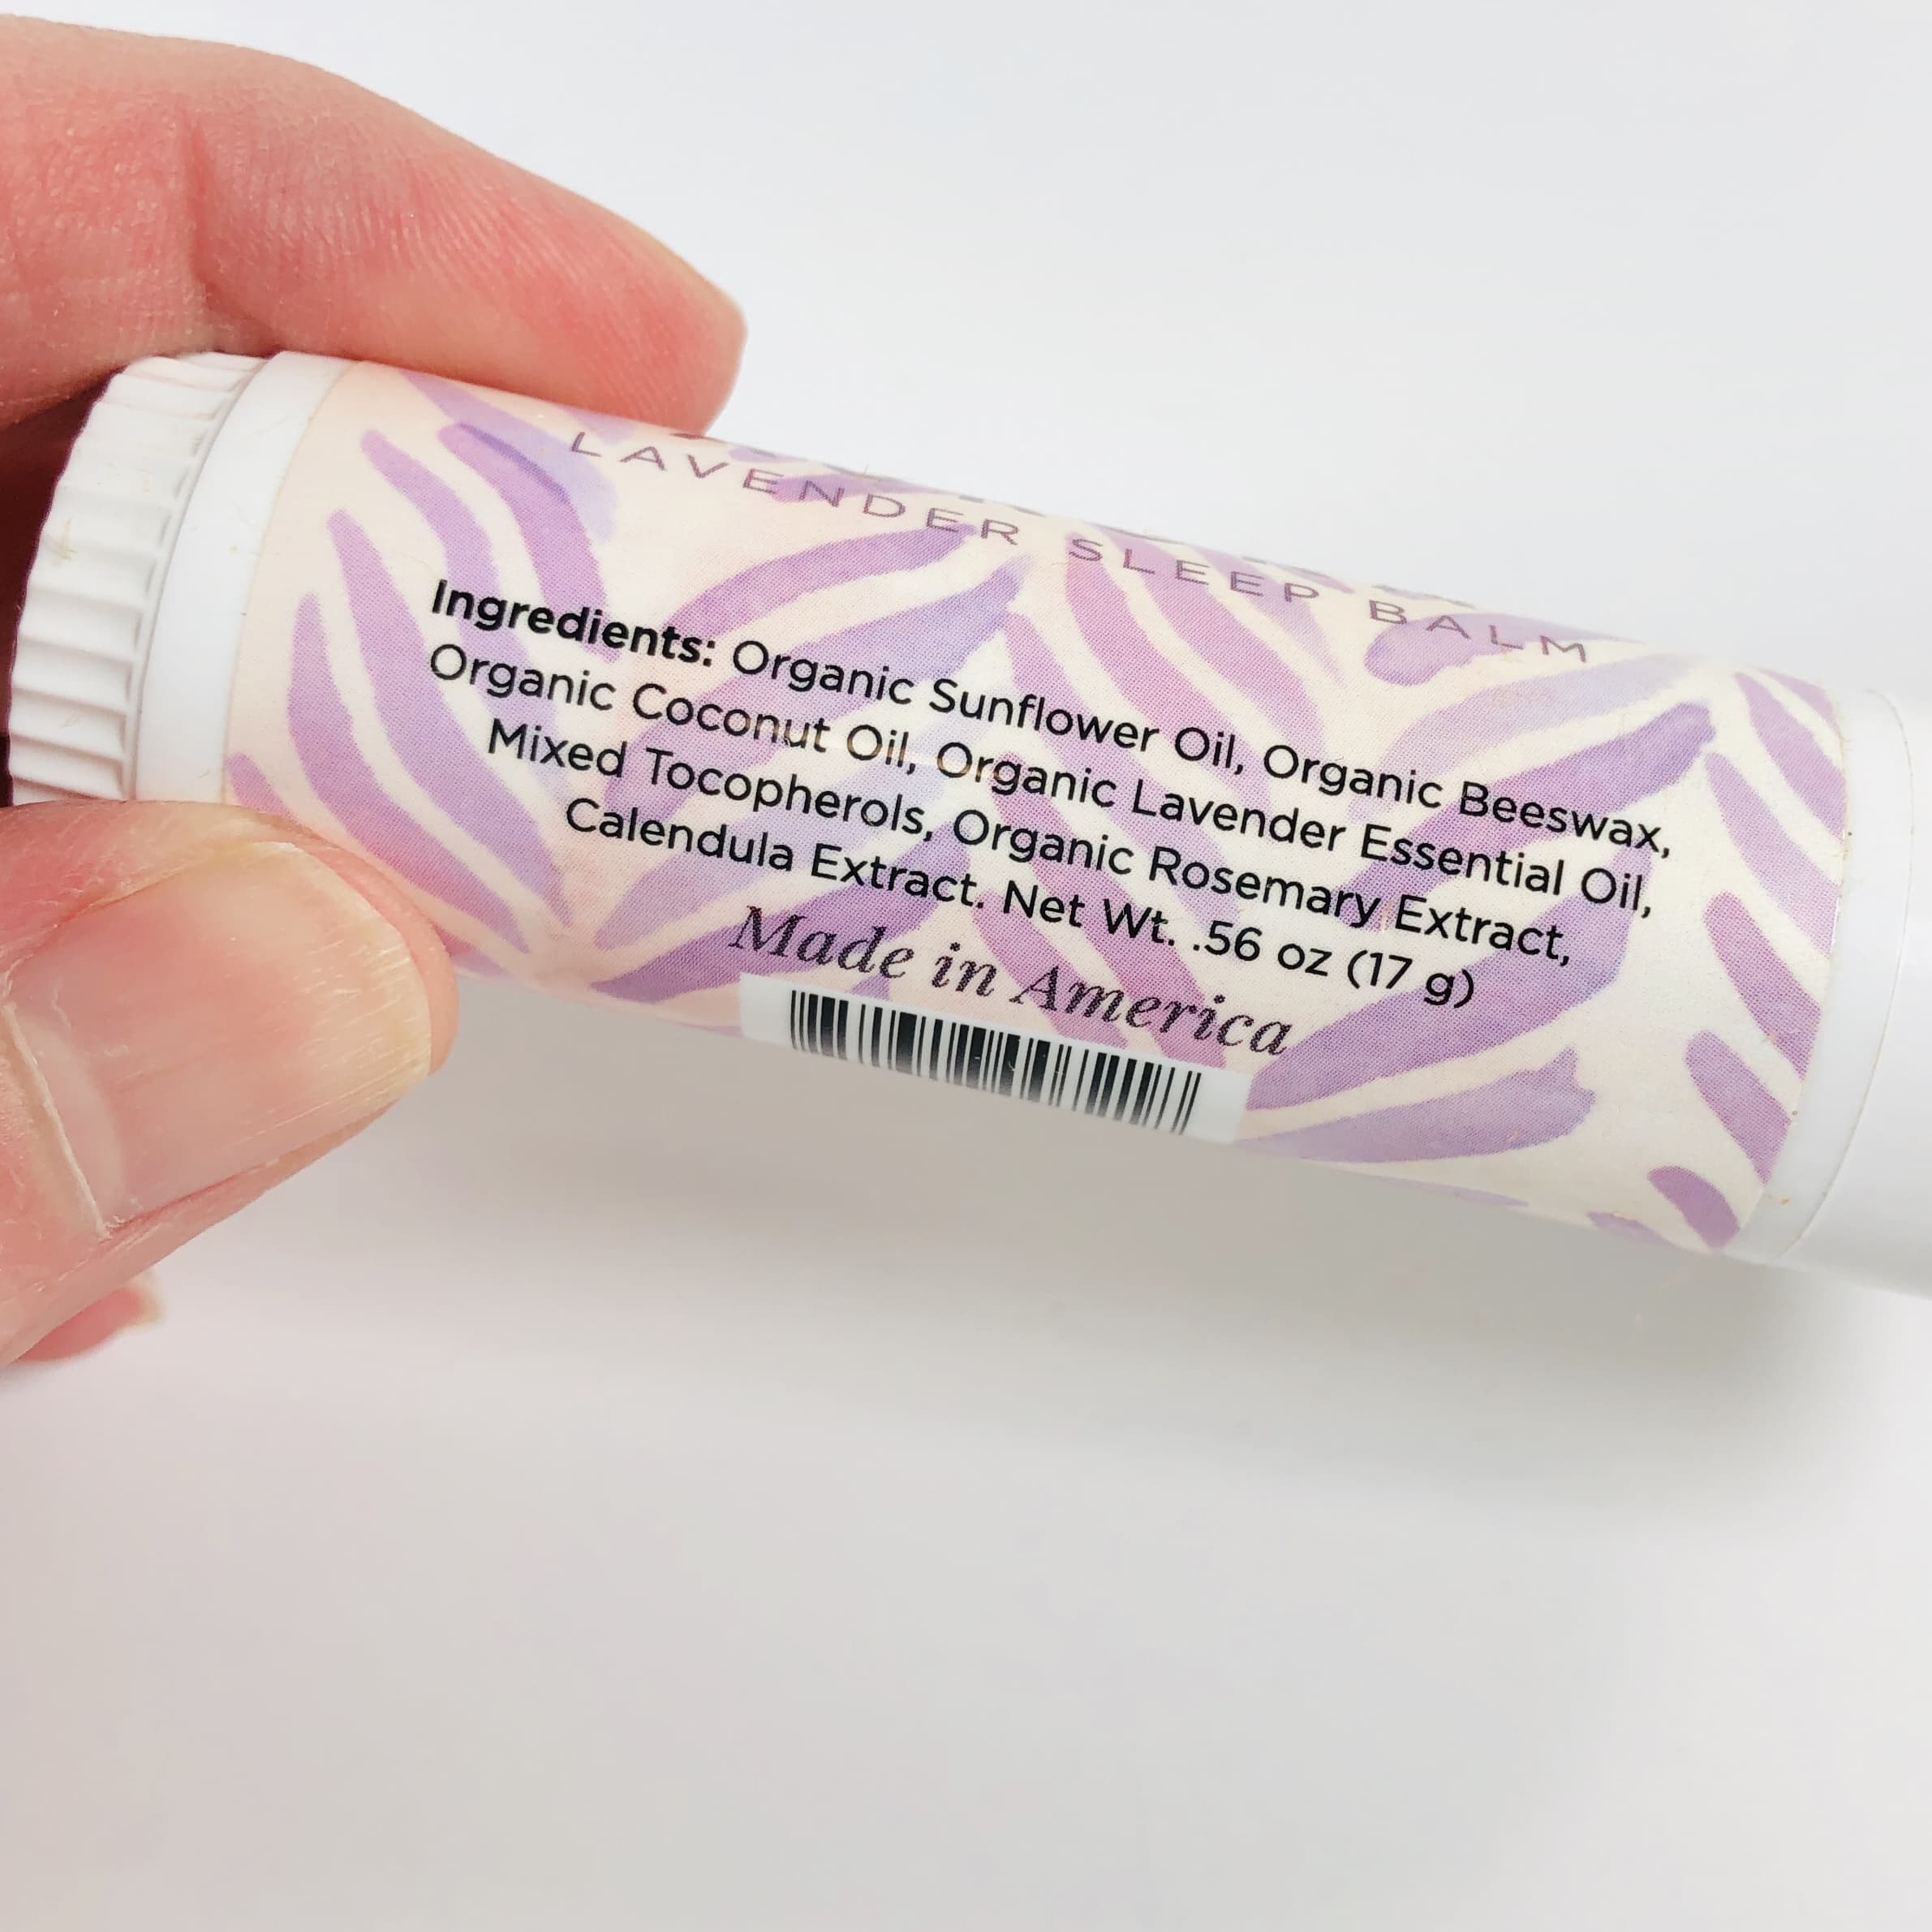 LAVENDER SLEEP BALM
Ingredients: Organic Sunflower Oil, Organic Beeswax,
Organic Coconut Oil, Organic Lavender Essential Oil,
Mixed Tocopherols, Organic Rosemary Extract,
Calendula Extract. Net Wt. .56 oz (17 g)
Made in America